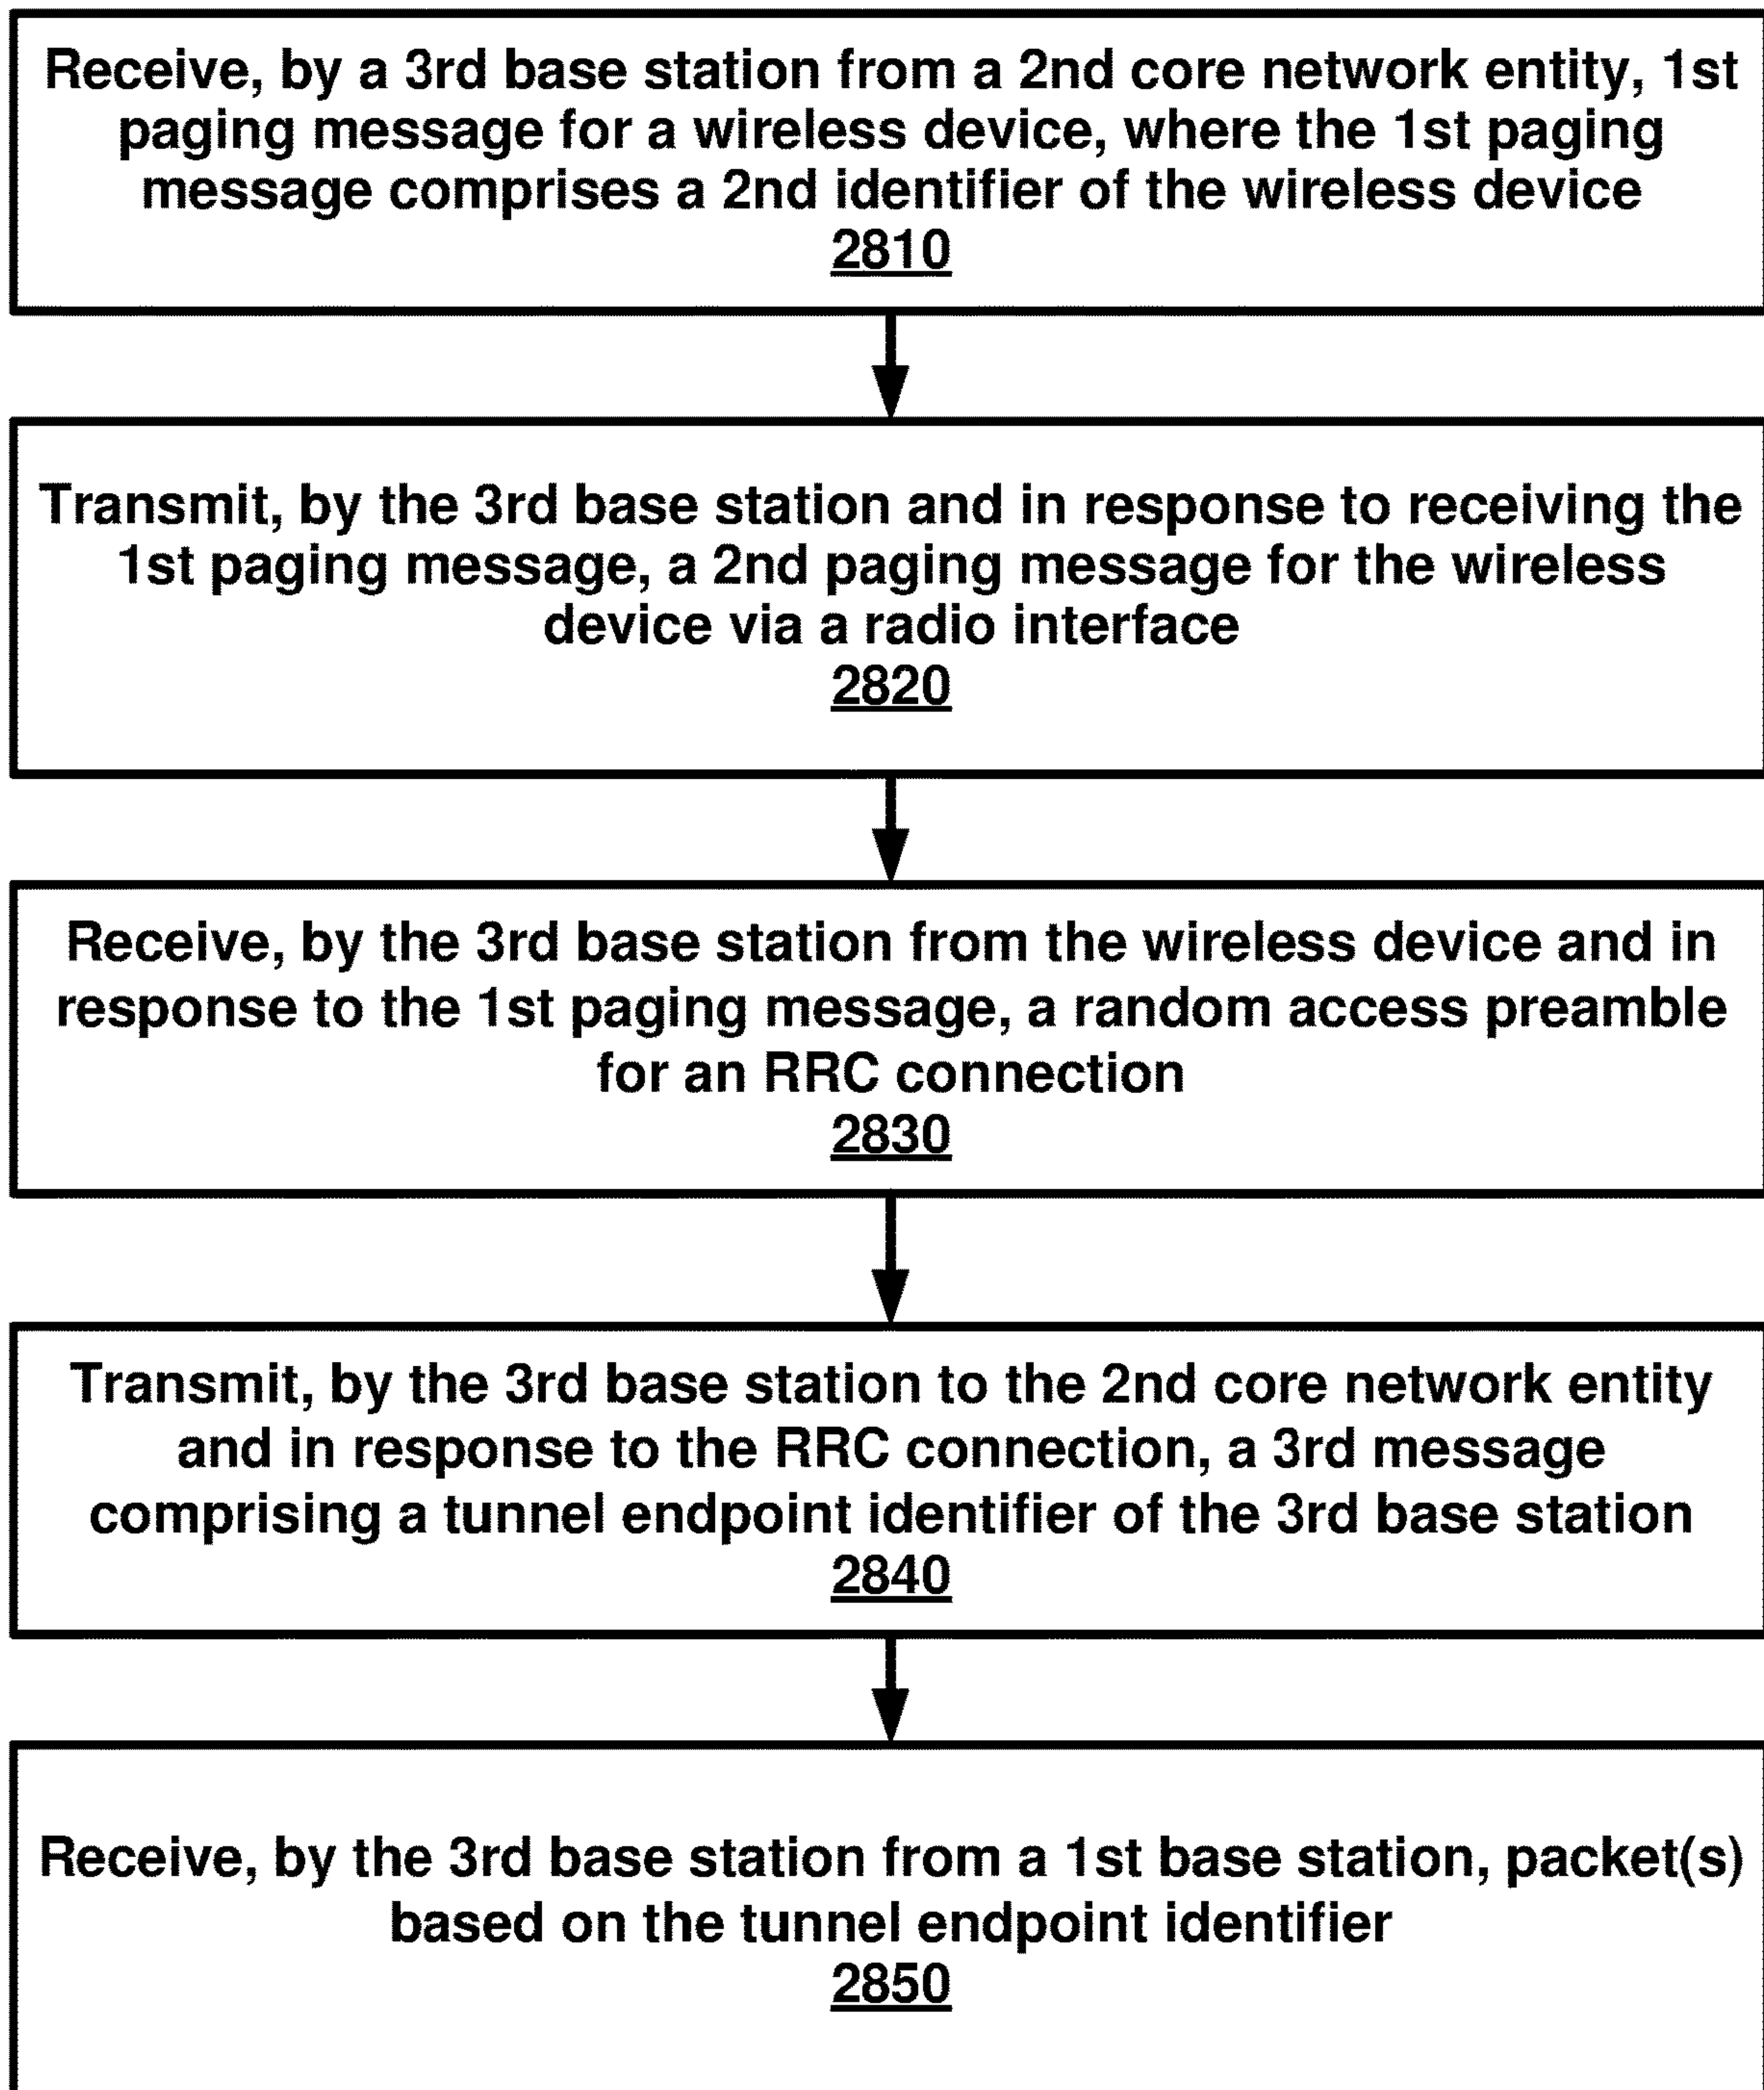 Receive, by a 3rd base station from a 2nd core network entity, 1st
paging message for a wireless device, where the 1st paging
message comprises a 2nd identifier of the wireless device
2810
Transmit, by the 3rd base station and in response to receiving the
1st paging message, a 2nd paging message for the wireless
device via a radio interface
2820
Receive, by the 3rd base station from the wireless device and in
response to the 1st paging message, a random access preamble
for an RRC connection
2830
Transmit, by the 3rd base station to the 2nd core network entity
and in response to the RRC connection, a 3rd message
comprising a tunnel endpoint identifier of the 3rd base station
2840
Receive, by the 3rd base station from a 1st base station, packet(s)
based on the tunnel endpoint identifier
2850